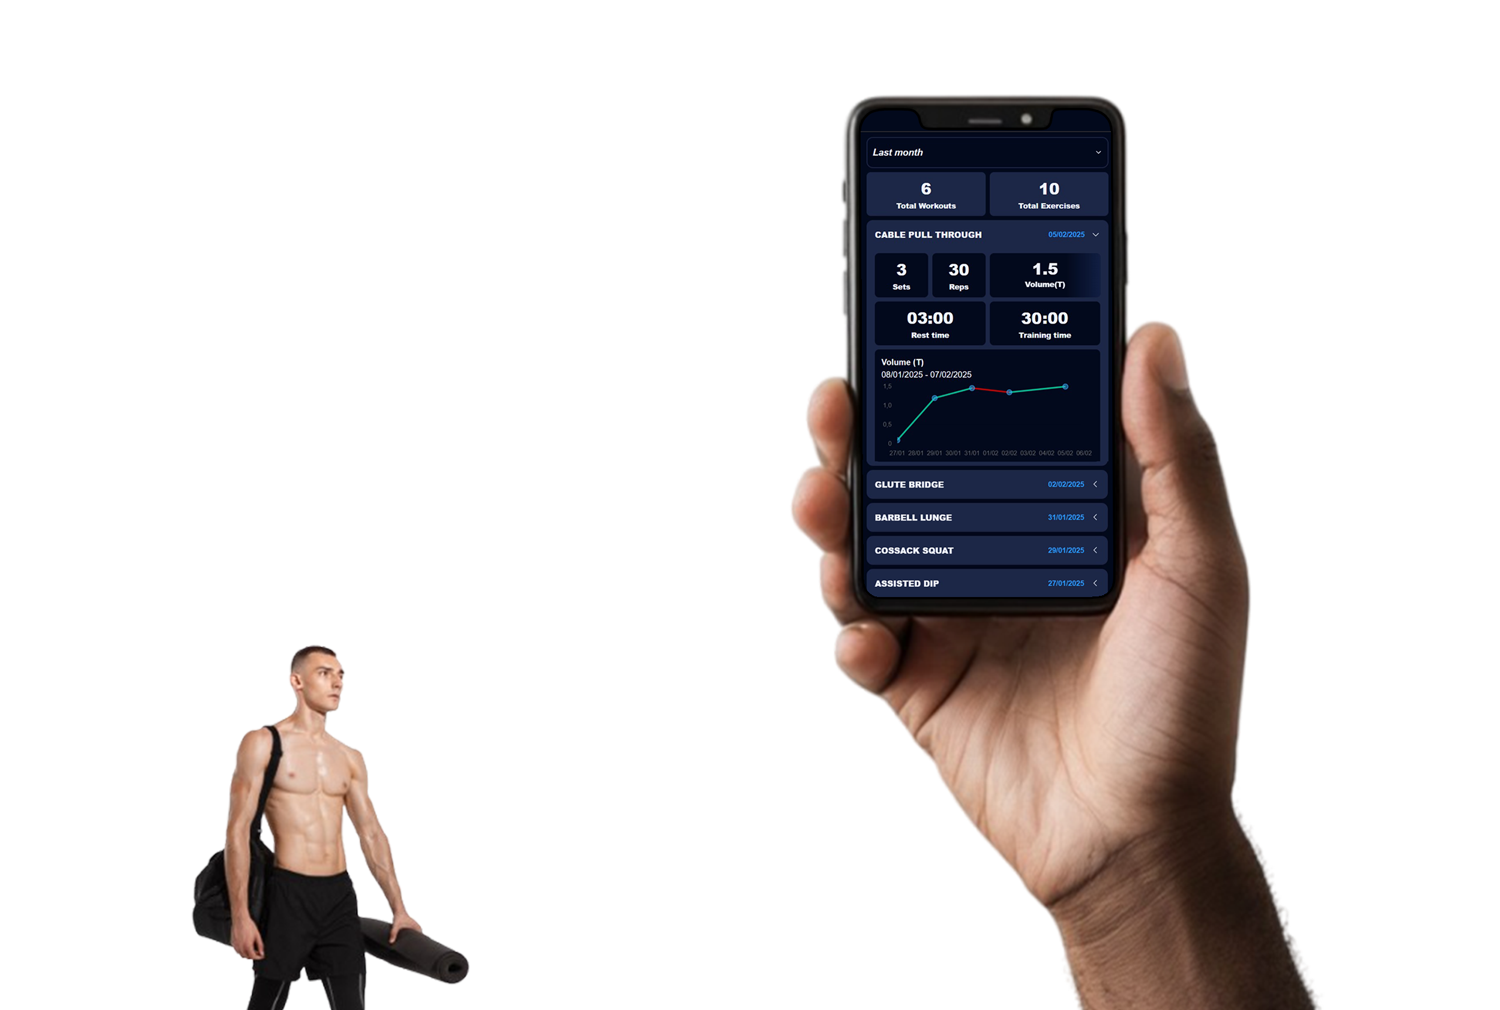 Last month
6
10
Total Workouts
Total Exercises
CABLE PULL THROUGH 05/02/2025
3
30
1.5
Sets
Reps
Volume(T)
03:00
30:00
Rest time
Training time
Volume (T)
08/01/2025 - 07/02/2025
1,5
1,0
0,5
0
27/01 28/01 29/01 30/01 31/01 01/02 02/02 03/02 04/02 05/02 06/02
GLUTE BRIDGE 02/02/2025
BARBELL LUNGE 31/01/2025
COSSACK SQUAT 29/01/2025
ASSISTED DIP 27/01/2025